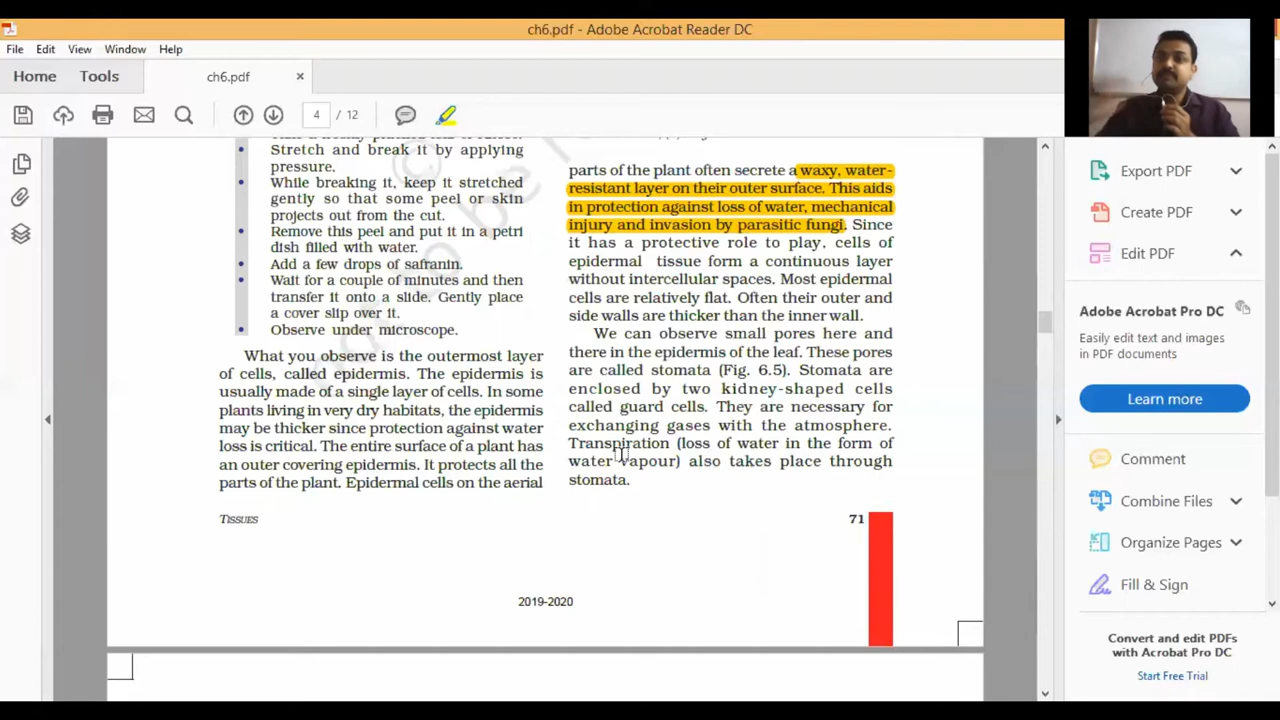 ch6.pdf - Adobe Acrobat Reader DC
File Edit View Window Help
Home Tools ch6.pdf ×
4 / 12
Stretch and break it by applying
pressure.
While breaking it, keep it stretched
gently so that some peel or skin
projects out from the cut.
Remove this peel and put it in a petri
dish filled with water.
Add a few drops of safranin.
Wait for a couple of minutes and then
transfer it onto a slide. Gently place
a cover slip over it.
Observe under microscope.
What you observe is the outermost layer
of cells, called epidermis. The epidermis is
usually made of a single layer of cells. In some
plants living in very dry habitats, the epidermis
may be thicker since protection against water
loss is critical. The entire surface of a plant has
an outer covering epidermis. It protects all the
parts of the plant. Epidermal cells on the aerial
parts of the plant often secrete a waxy, water-
resistant layer on their outer surface. This aids
in protection against loss of water, mechanical
injury and invasion by parasitic fungi. Since
it has a protective role to play, cells of
epidermal tissue form a continuous layer
without intercellular spaces. Most epidermal
cells are relatively flat. Often their outer and
side walls are thicker than the inner wall.
We can observe small pores here and
there in the epidermis of the leaf. These pores
are called stomata (Fig. 6.5). Stomata are
enclosed by two kidney-shaped cells
called guard cells. They are necessary for
exchanging gases with the atmosphere.
Transpiration (loss of water in the form of
water vapour) also takes place through
stomata.
TISSUES
71
2019-2020
Export PDF
Create PDF
Edit PDF
Adobe Acrobat Pro DC
Easily edit text and images
in PDF documents
Learn more
Comment
Combine Files
Organize Pages
Fill & Sign
Convert and edit PDFs
with Acrobat Pro DC
Start Free Trial